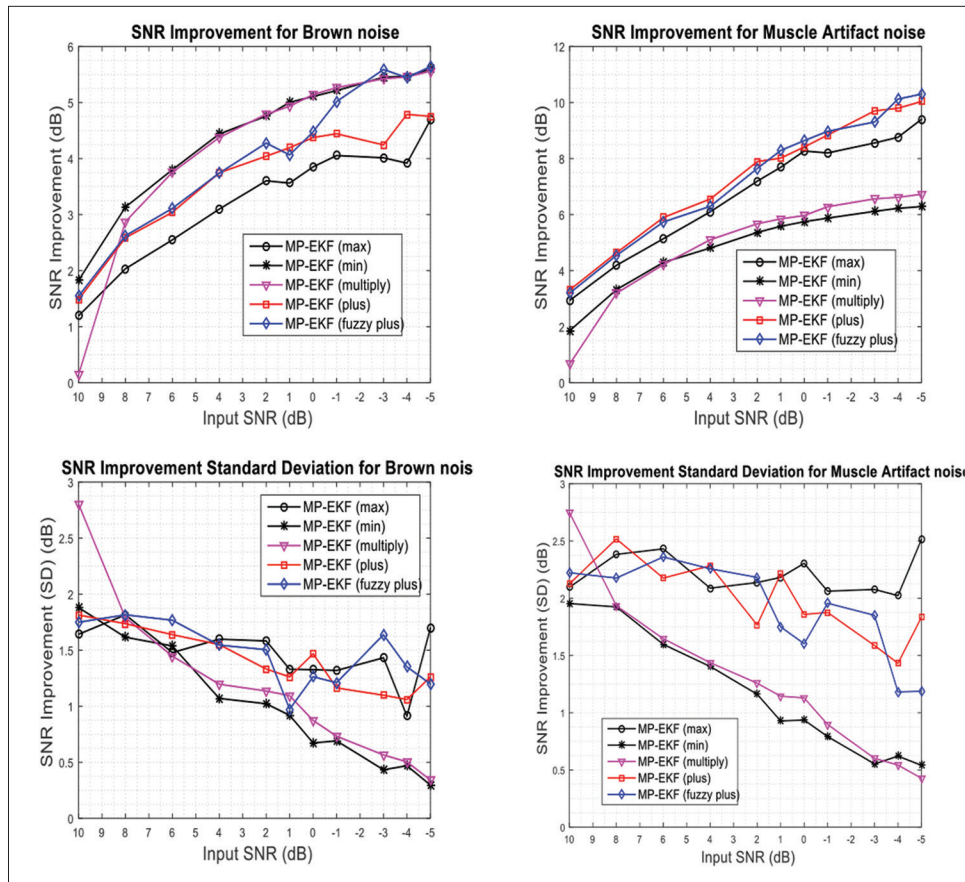 SNR Improvement for Brown noise
SNR Improvement (dB)
6
5
4
3
2
1
0
MP-EKF (max)
MP-EKF (min)
MP-EKF (multiply)
MP-EKF (plus)
MP-EKF (fuzzy plus)
10 9 8 7 6 5 4 3 2 1 0 -1 -2 -3 -4 -5
Input SNR (dB)
SNR Improvement for Muscle Artifact noise
SNR Improvement (dB)
12
10
8
6
4
2
0
MP-EKF (max)
MP-EKF (min)
MP-EKF (multiply)
MP-EKF (plus)
MP-EKF (fuzzy plus)
10 9 8 7 6 5 4 3 2 1 0 -1 -2 -3 -4 -5
Input SNR (dB)
SNR Improvement Standard Deviation for Brown nois
SNR Improvement (SD) (dB)
3
2.5
2
1.5
1
0.5
0
MP-EKF (max)
MP-EKF (min)
MP-EKF (multiply)
MP-EKF (plus)
MP-EKF (fuzzy plus)
10 9 8 7 6 5 4 3 2 1 0 -1 -2 -3 -4 -5
Input SNR (dB)
SNR Improvement Standard Deviation for Muscle Artifact noise
SNR Improvement (SD) (dB)
3
2.5
2
1.5
1
0.5
0
MP-EKF (max)
MP-EKF (min)
MP-EKF (multiply)
MP-EKF (plus)
MP-EKF (fuzzy plus)
10 9 8 7 6 5 4 3 2 1 0 -1 -2 -3 -4 -5
Input SNR (dB)